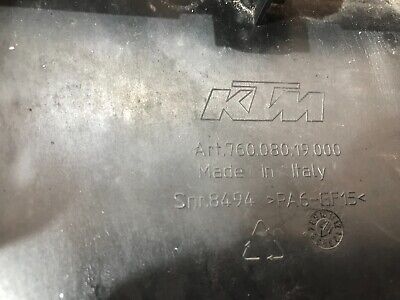 KTM
Art.760.080.19.000
Made in Italy
Snr.8494 >PA6-GF15<